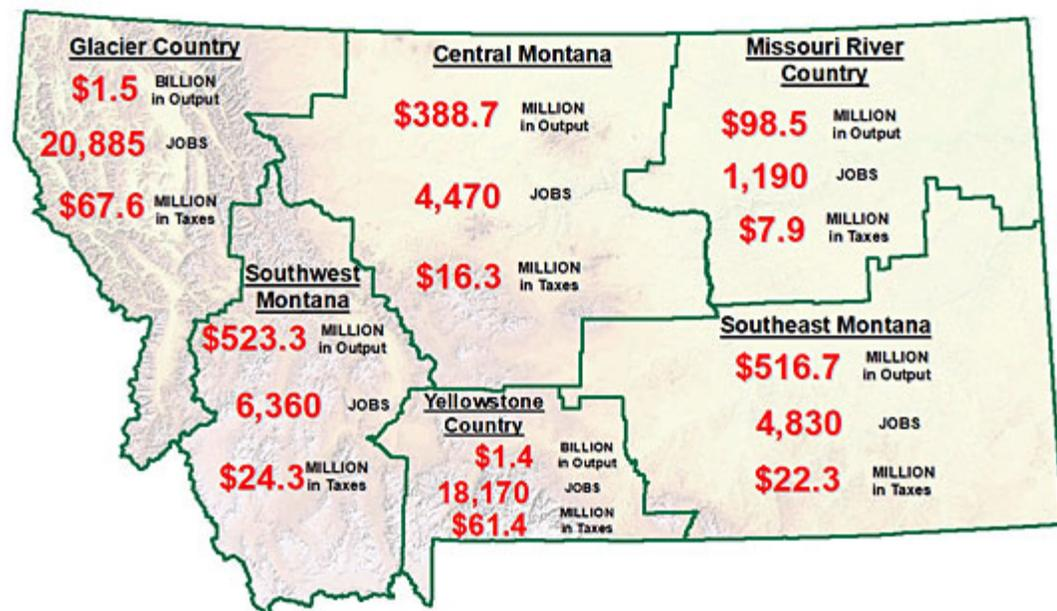 Glacier Country
$1.5 BILLION
in Output
20,885 JOBS
$67.6 MILLION
in Taxes
Central Montana
$388.7 MILLION
in Output
4,470 JOBS
$16.3 MILLION
in Taxes
Missouri River
Country
$98.5 MILLION
in Output
1,190 JOBS
$7.9 MILLION
in Taxes
Southwest
Montana
$523.3 MILLION
in Output
6,360 JOBS
$24.3 MILLION
in Taxes
Yellowstone
Country
$1.4 BILLION
in Output
18,170 JOBS
$61.4 MILLION
in Taxes
Southeast Montana
$516.7 MILLION
in Output
4,830 JOBS
$22.3 MILLION
in Taxes